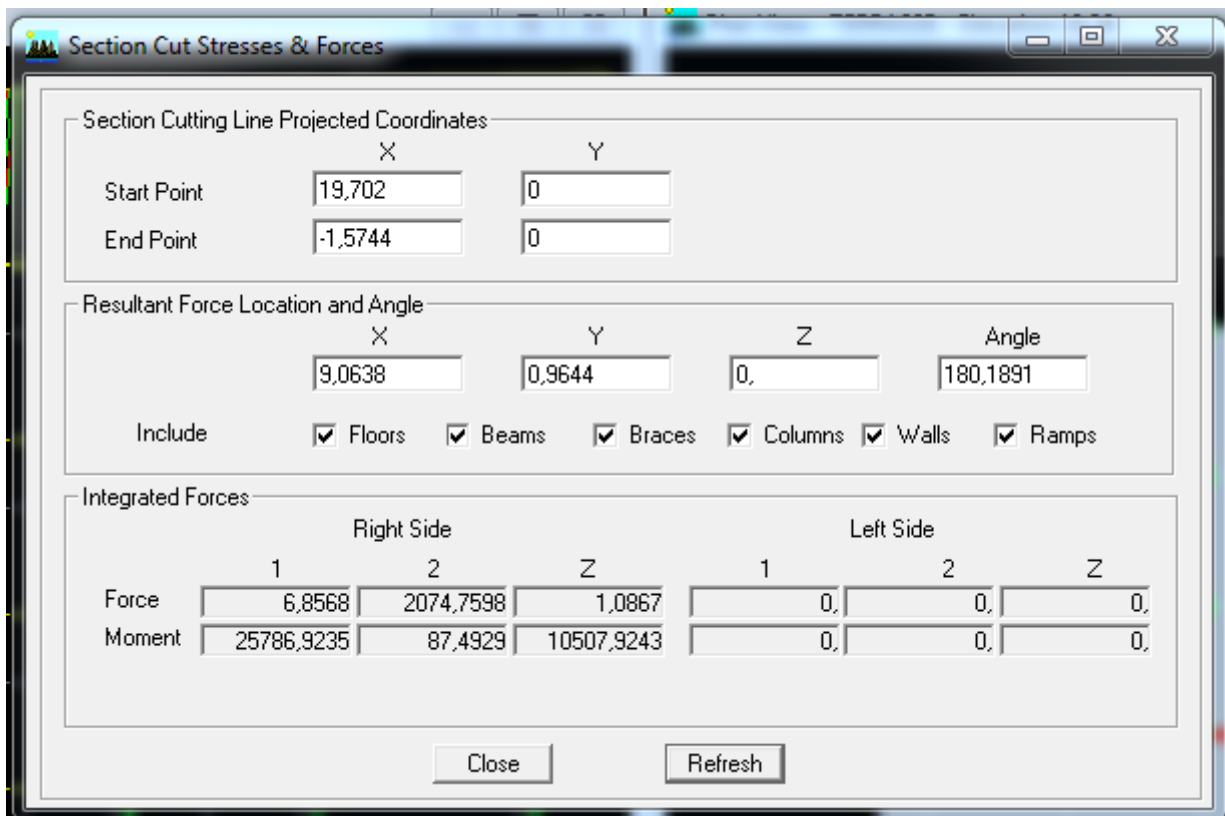 Section Cut Stresses & Forces
Section Cutting Line Projected Coordinates
X Y
Start Point 19,702 0
End Point -1,5744 0
Resultant Force Location and Angle
X Y Z Angle
9,0638 0,9644 0, 180,1891
Include Floors Beams Braces Columns Walls Ramps
Integrated Forces
Right Side Left Side
1 2 Z 1 2 Z
Force 6,8568 2074,7598 1,0867 0, 0, 0,
Moment 25786,9235 87,4929 10507,9243 0, 0, 0,
Close Refresh